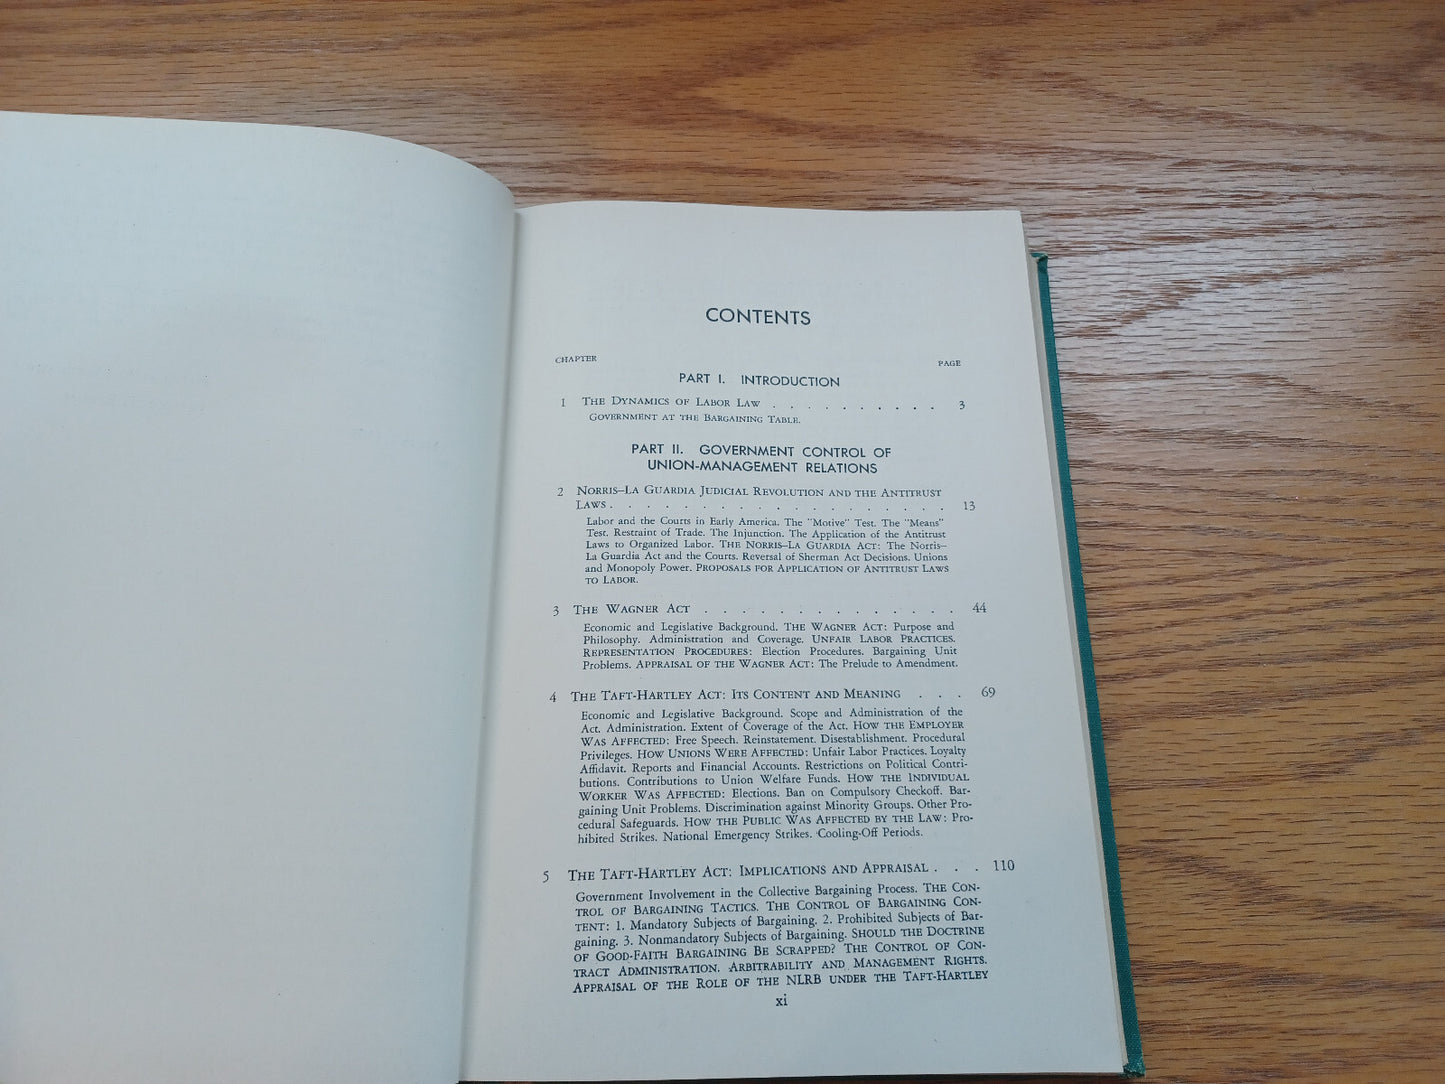 CONTENTS
CHAPTER PAGE
PART I. INTRODUCTION
1 THE DYNAMICS OF LABOR LAW . . . . . . . . . . 3
GOVERNMENT AT THE BARGAINING TABLE.
PART II. GOVERNMENT CONTROL OF
UNION-MANAGEMENT RELATIONS
2 NORRIS–LA GUARDIA JUDICIAL REVOLUTION AND THE ANTITRUST
LAWS . . . . . . . . . . . . . . . . . . . 13
Labor and the Courts in Early America. The "Motive" Test. The "Means"
Test. Restraint of Trade. The Injunction. The Application of the Antitrust
Laws to Organized Labor. THE NORRIS–LA GUARDIA ACT: The Norris–
La Guardia Act and the Courts. Reversal of Sherman Act Decisions. Unions
and Monopoly Power. PROPOSALS FOR APPLICATION OF ANTITRUST LAWS
TO LABOR.
3 THE WAGNER ACT . . . . . . . . . . . . . . 44
Economic and Legislative Background. THE WAGNER ACT: Purpose and
Philosophy. Administration and Coverage. UNFAIR LABOR PRACTICES.
REPRESENTATION PROCEDURES: Election Procedures. Bargaining Unit
Problems. APPRAISAL OF THE WAGNER ACT: The Prelude to Amendment.
4 THE TAFT-HARTLEY ACT: ITS CONTENT AND MEANING . . . 69
Economic and Legislative Background. Scope and Administration of the
Act. Administration. Extent of Coverage of the Act. HOW THE EMPLOYER
WAS AFFECTED: Free Speech. Reinstatement. Disestablishment. Procedural
Privileges. HOW UNIONS WERE AFFECTED: Unfair Labor Practices. Loyalty
Affidavit. Reports and Financial Accounts. Restrictions on Political Contri-
butions. Contributions to Union Welfare Funds. HOW THE INDIVIDUAL
WORKER WAS AFFECTED: Elections. Ban on Compulsory Checkoff. Bar-
gaining Unit Problems. Discrimination against Minority Groups. Other Pro-
cedural Safeguards. HOW THE PUBLIC WAS AFFECTED BY THE LAW: Pro-
hibited Strikes. National Emergency Strikes. Cooling-Off Periods.
5 THE TAFT-HARTLEY ACT: IMPLICATIONS AND APPRAISAL . . . 110
Government Involvement in the Collective Bargaining Process. THE CON-
TROL OF BARGAINING TACTICS. THE CONTROL OF BARGAINING CON-
TENT: 1. Mandatory Subjects of Bargaining. 2. Prohibited Subjects of Bar-
gaining. 3. Nonmandatory Subjects of Bargaining. SHOULD THE DOCTRINE
OF GOOD-FAITH BARGAINING BE SCRAPPED? THE CONTROL OF CON-
TRACT ADMINISTRATION. ARBITRABILITY AND MANAGEMENT RIGHTS.
APPRAISAL OF THE ROLE OF THE NLRB UNDER THE TAFT-HARTLEY
xi